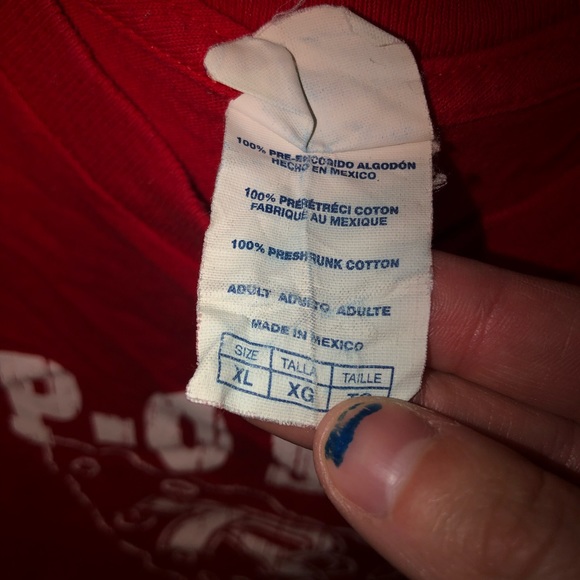 100% PRE-ENCOGIDO ALGODÓN
HECHO EN MEXICO
100% PRÉRÉTRÉCI COTON
FABRIQUÉ AU MEXIQUE
100% PRESHRUNK COTTON
ADULT ADULTO ADULTE
MADE IN MEXICO
SIZE TALLA TAILLE
XL XG